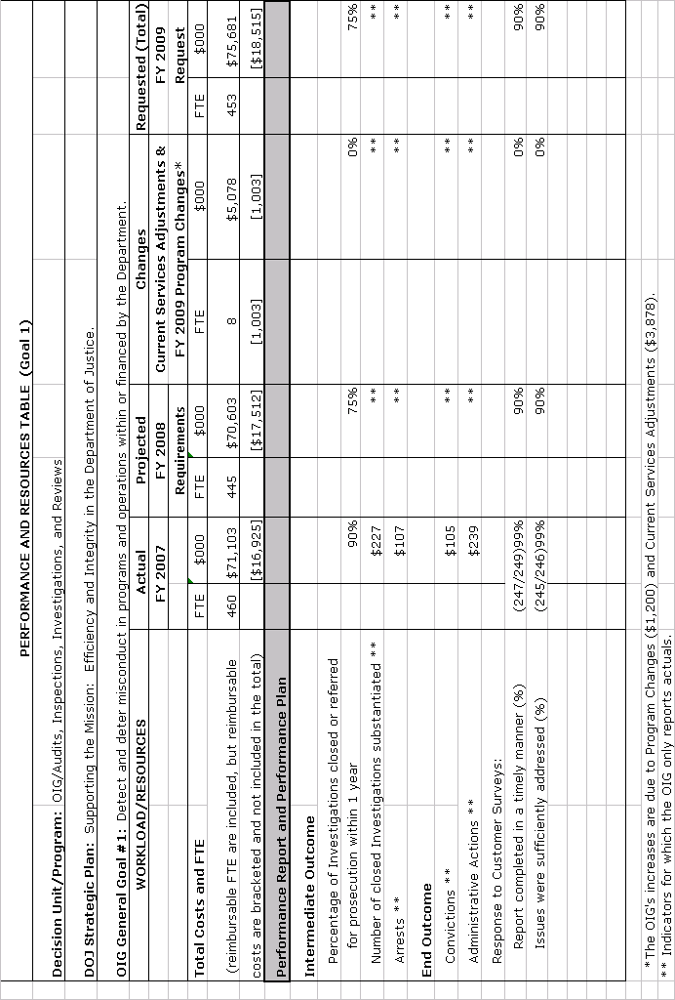 PERFORMANCE AND RESOURCES TABLE (Goal 1)
Decision Unit/Program: OIG/Audits, Inspections, Investigations, and Reviews
DOJ Strategic Plan: Supporting the Mission: Efficiency and Integrity in the Department of Justice.
OIG General Goal #1: Detect and deter misconduct in programs and operations within or financed by the Department.
WORKLOAD/RESOURCES Actual Projected Changes Requested (Total)
FY 2007 FY 2008 Current Services Adjustments & FY 2009
Requirements FY 2009 Program Changes* Request
Total Costs and FTE FTE $000 FTE $000 FTE $000 FTE $000
(reimbursable FTE are included, but reimbursable 460 $71,103 445 $70,603 8 $5,078 453 $75,681
costs are bracketed and not included in the total) [$16,925] [$17,512] [1,003] [1,003] [$18,515]
Performance Report and Performance Plan
Intermediate Outcome
Percentage of Investigations closed or referred
for prosecution within 1 year 90% 75% 0% 75%
Number of closed Investigations substantiated ** $227 ** ** **
Arrests ** $107 ** ** **
End Outcome
Convictions ** $105 ** ** **
Administrative Actions ** $239 ** ** **
Response to Customer Surveys:
Report completed in a timely manner (%) (247/249)99% 90% 0% 90%
Issues were sufficiently addressed (%) (245/246)99% 90% 0% 90%
*The OIG's increases are due to Program Changes ($1,200) and Current Services Adjustments ($3,878).
** Indicators for which the OIG only reports actuals.